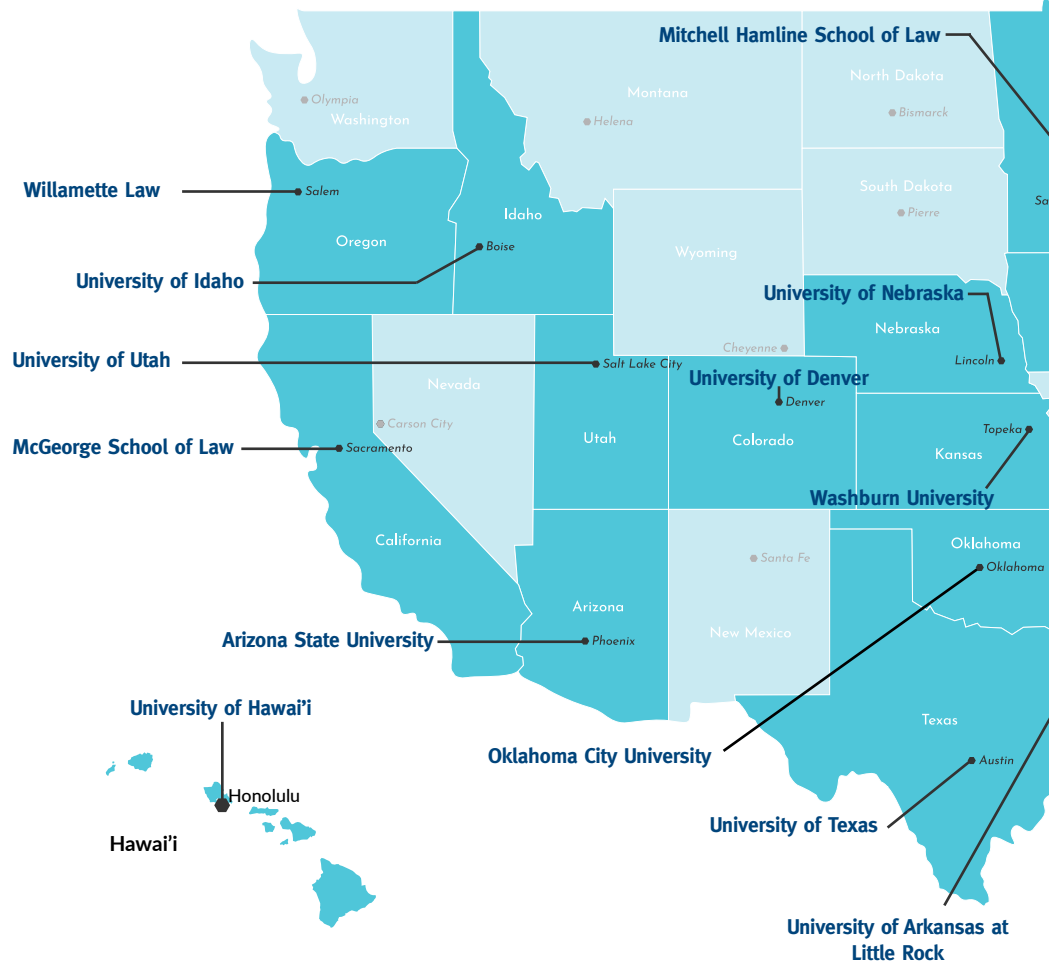 Mitchell Hamline School of Law
North Dakota
Montana
Olympia
Bismarck
Washington
Helena
South Dakota
Willamette Law
Salem
Pierre
Idaho
Oregon
Boise
Wyoming
University of Idaho
University of Nebraska
Nebraska
Cheyenne
University of Utah
Salt Lake City
Lincoln
Nevada
University of Denver
Denver
Carson City
Topeka
Utah
Colorado
McGeorge School of Law
Sacramento
Kansas
Washburn University
California
Oklahoma
Santa Fe
Oklahoma
Arizona
New Mexico
Arizona State University
Phoenix
University of Hawai'i
Texas
Oklahoma City University
Austin
Honolulu
University of Texas
Hawai'i
University of Arkansas at
Little Rock